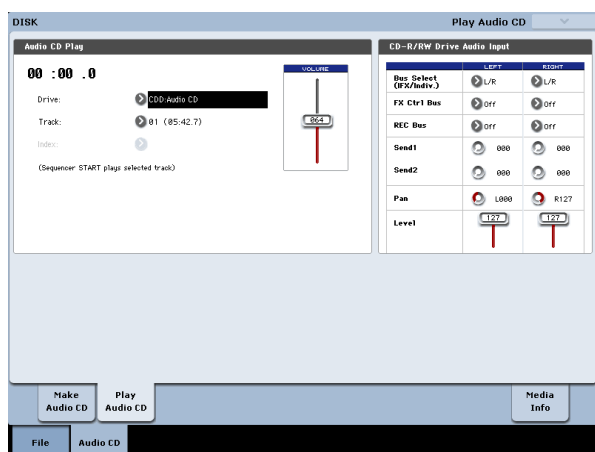 DISK
Play Audio CD
Audio CD Play
00 :00 .0
VOLUME
Drive:
CDD:Audio CD
Track:
01 (05:42.7)
064
Index:
(Sequencer START plays selected track)
CD-R/RW Drive Audio Input
LEFT RIGHT
Bus Select
(IFX/Indiv.)
L/R L/R
FX Ctrl Bus Off Off
REC Bus Off Off
Send1 000 000
Send2 000 000
Pan L000 R127
Level 127 127
Make
Audio CD
Play
Audio CD
Media
Info
File
Audio CD